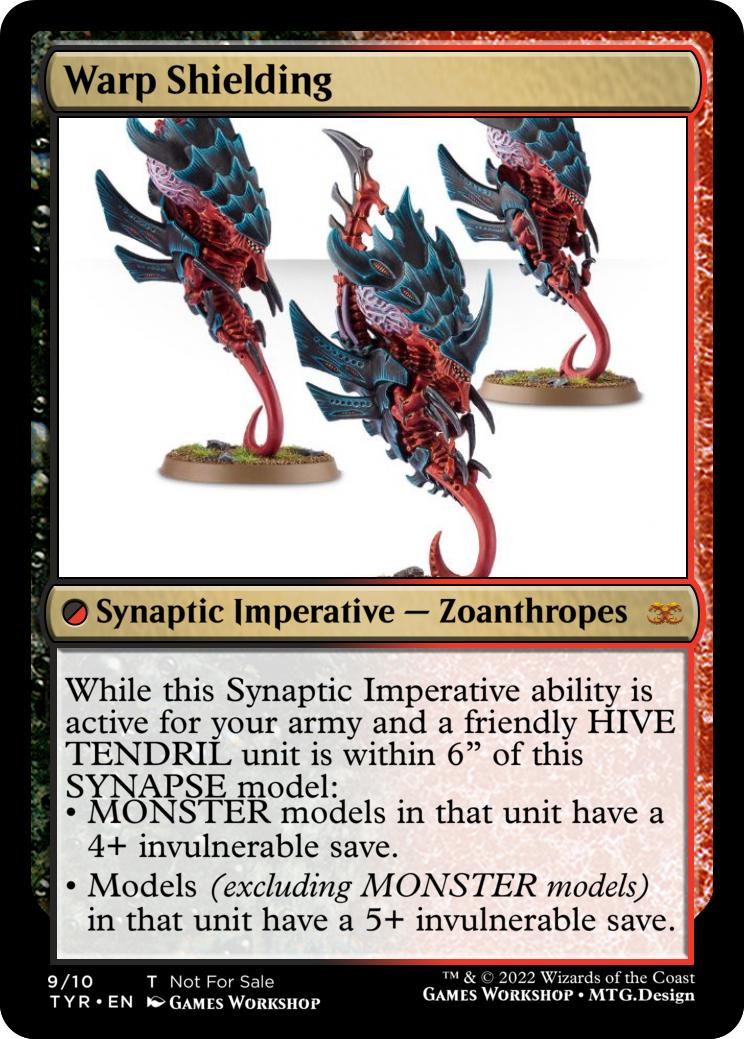 Warp Shielding
Synaptic Imperative — Zoanthropes
While this Synaptic Imperative ability is
active for your army and a friendly HIVE
TENDRIL unit is within 6” of this
SYNAPSE model:
• MONSTER models in that unit have a
4+ invulnerable save.
• Models (excluding MONSTER models)
in that unit have a 5+ invulnerable save.
9/10 T Not For Sale
TYR • EN Games Workshop
™ & © 2022 Wizards of the Coast
Games Workshop • MTG.Design